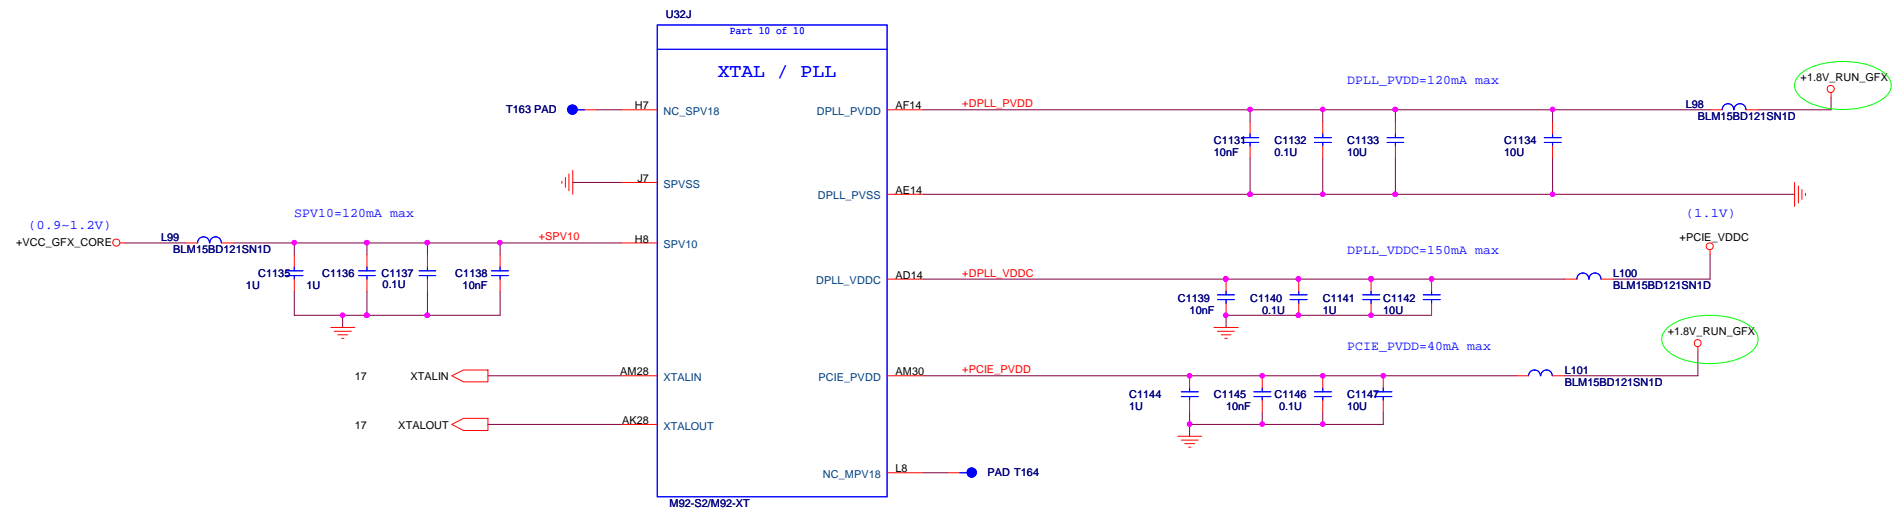 U32J
Part 10 of 10
XTAL / PLL
T163 PAD
H7
NC_SPV18
J7
SPVSS
SPV10=120mA max
(0.9~1.2V)
+VCC_GFX_CORE
L99
BLM15BD121SN1D
+SPV10
H8
SPV10
C1135
1U
C1136
1U
C1137
0.1U
C1138
10nF
17
XTALIN
AM28
XTALIN
17
XTALOUT
AK28
XTALOUT
DPLL_PVDD
AF14
+DPLL_PVDD
DPLL_PVDD=120mA max
+1.8V_RUN_GFX
L98
BLM15BD121SN1D
C1131
10nF
C1132
0.1U
C1133
10U
C1134
10U
DPLL_PVSS
AE14
(1.1V)
+PCIE_VDDC
DPLL_VDDC=150mA max
DPLL_VDDC
AD14
+DPLL_VDDC
L100
BLM15BD121SN1D
C1139
10nF
C1140
0.1U
C1141
1U
C1142
10U
+1.8V_RUN_GFX
PCIE_PVDD=40mA max
PCIE_PVDD
AM30
+PCIE_PVDD
L101
BLM15BD121SN1D
C1144
1U
C1145
10nF
C1146
0.1U
C1147
10U
NC_MPV18
L8
PAD T164
M92-S2/M92-XT